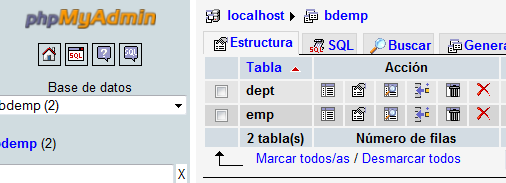 phpMyAdmin
SQL
Base de datos
bdemp (2)
bdemp (2)
X
localhost bdemp
Estructura SQL Buscar Genera
Tabla Acción
dept
emp
2 tabla(s) Número de filas
Marcar todos/as / Desmarcar todos